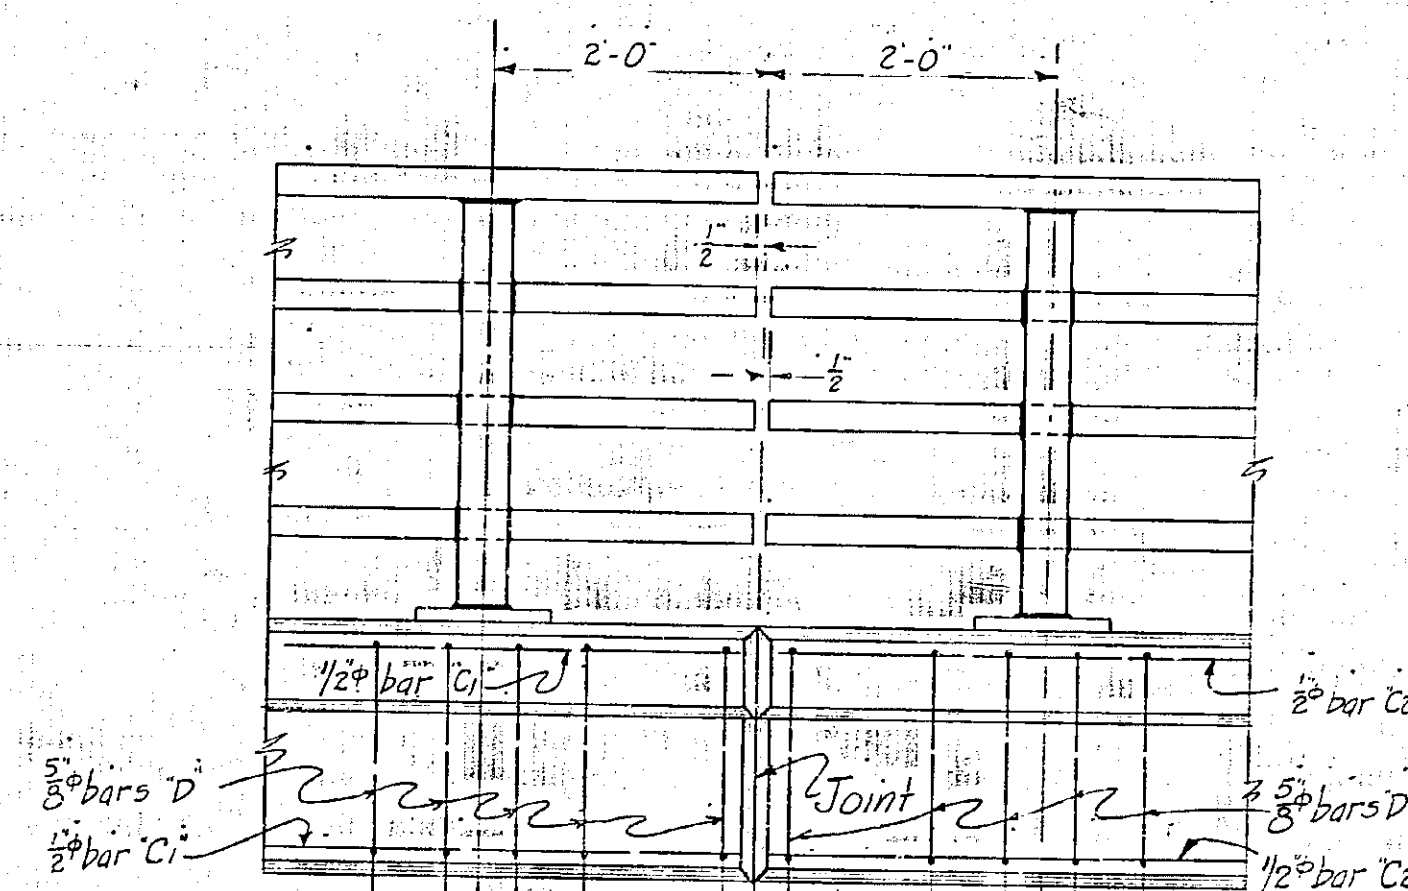 2'-0"
2'-0"
1/2"
1/2"
1/2"φ bar "C1"
1/2"φ bar "C2
5/8"φ bars "D"
Joint
5/8"φ bars "D
1/2"φ bar "C1"
1/2"φ bar "C2